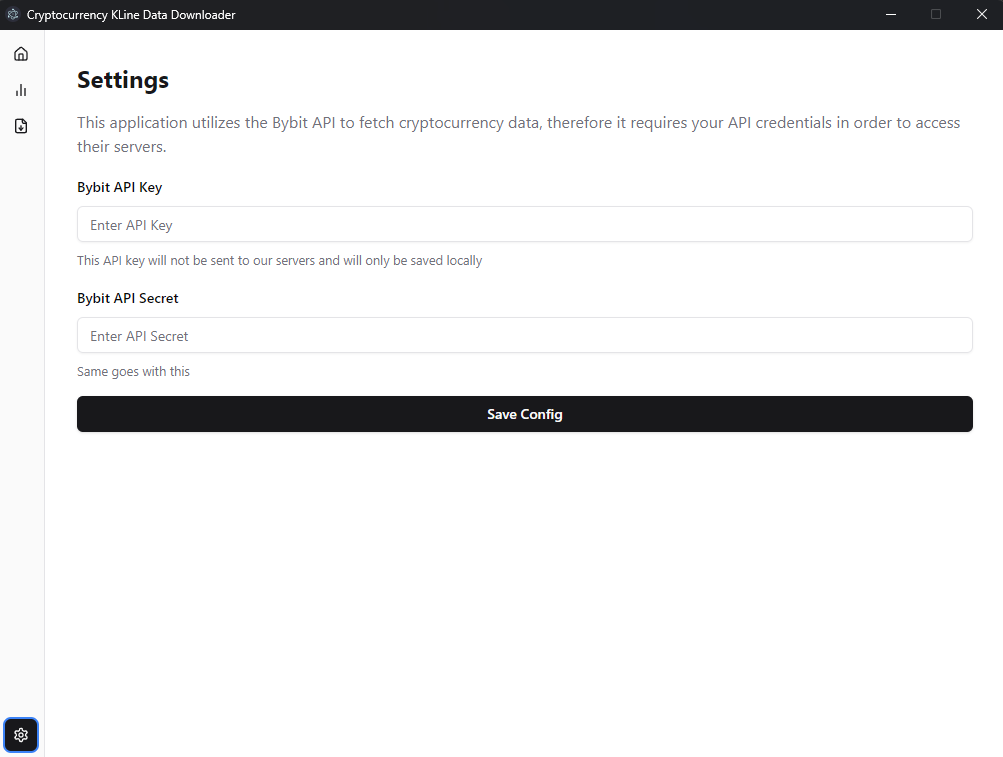 Cryptocurrency KLine Data Downloader
Settings
This application utilizes the Bybit API to fetch cryptocurrency data, therefore it requires your API credentials in order to access
their servers.
Bybit API Key
Enter API Key
This API key will not be sent to our servers and will only be saved locally
Bybit API Secret
Enter API Secret
Same goes with this
Save Config